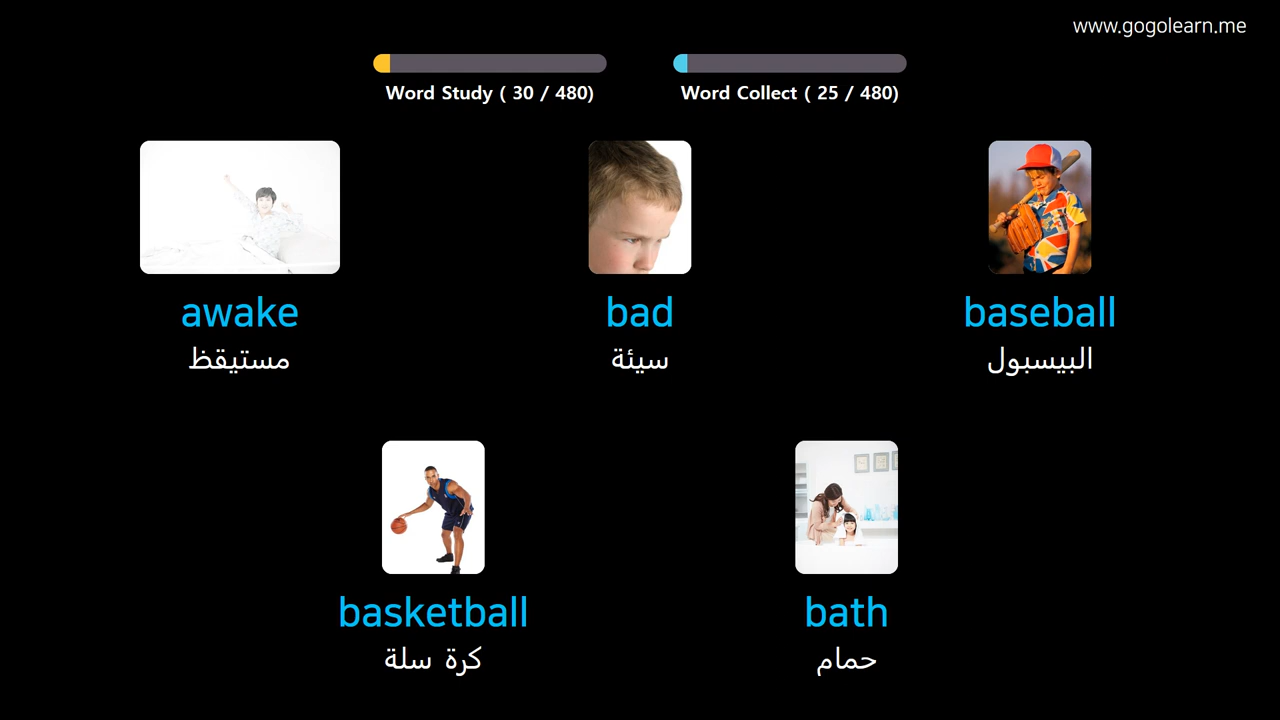 www.gogolearn.me
Word Study ( 30 / 480)
Word Collect ( 25 / 480)
awake
مستيقظ
bad
سيئة
baseball
البيسبول
basketball
كرة سلة
bath
حمام